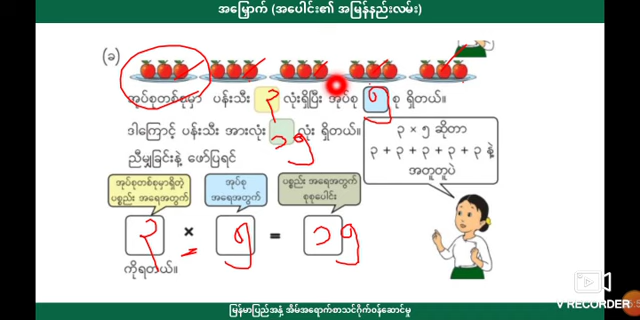 အမြှောက် (အပေါင်း၏ အမြန်နည်းလမ်း)
(ခ)
အုပ်စုတစ်စုမှာ ပန်းသီး ၃ လုံးရှိပြီး အုပ်စု ၅ စု ရှိတယ်။
ဒါကြောင့် ပန်းသီး အားလုံး ၁၅ လုံး ရှိတယ်။
ညီမျှခြင်းနဲ့ ဖော်ပြရင်
၃ × ၅ ဆိုတာ
၃ + ၃ + ၃ + ၃ + ၃ နဲ့
အတူတူပဲ
အုပ်စုတစ်စုမှာရှိတဲ့
ပစ္စည်း အရေအတွက်
အုပ်စု
အရေအတွက်
ပစ္စည်း အရေအတွက်
စုစုပေါင်း
၃ × ၅ = ၁၅
ကိုရတယ်။
V RECORDER
မြန်မာပြည်အနှံ့ အိမ်အရောက်စာသင်ဂိုက်ဝန်ဆောင်မှု